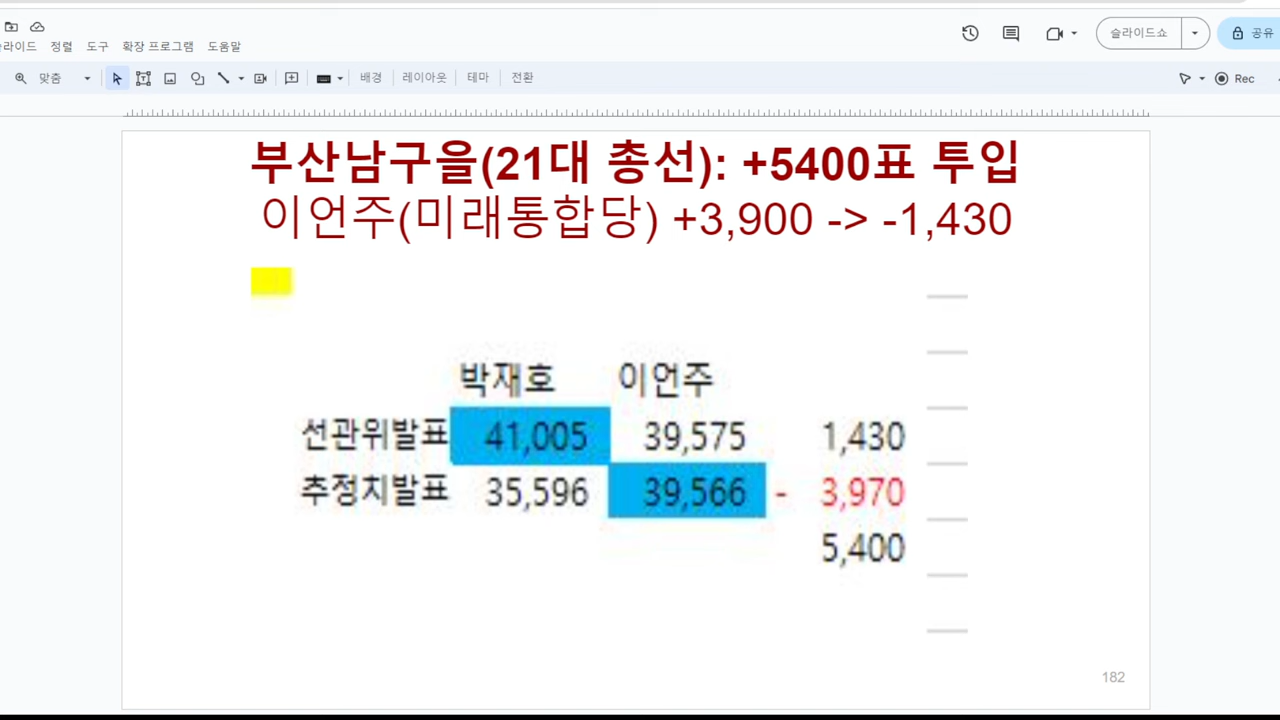 슬라이드쇼
공유
라이드 정렬 도구 확장 프로그램 도움말
맞춤 배경 레이아웃 테마 전환 Rec
부산남구을(21대 총선): +5400표 투입
이언주(미래통합당) +3,900 -> -1,430
박재호 이언주
선관위발표 41,005 39,575 1,430
추정치발표 35,596 39,566 - 3,970
5,400
182